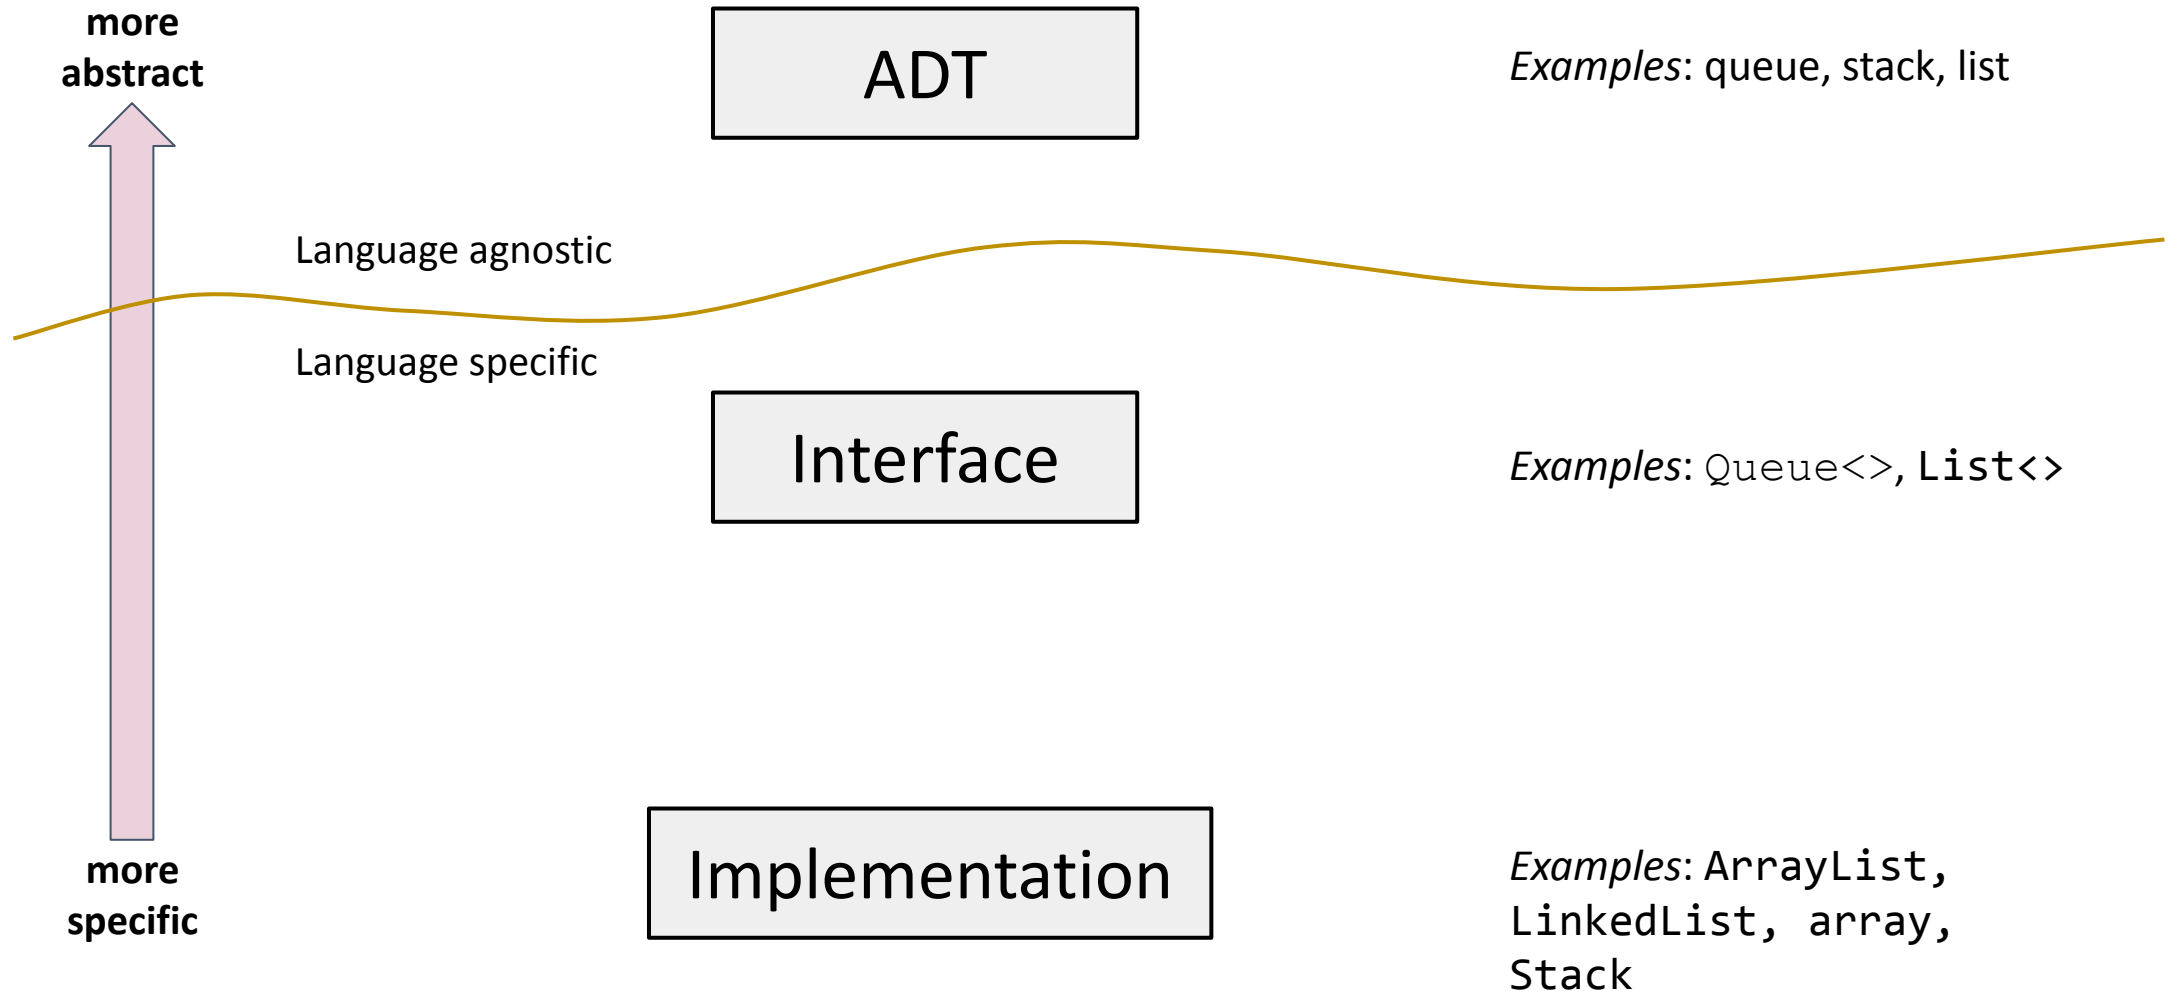 more
abstract
ADT
Examples: queue, stack, list
Language agnostic
Language specific
Interface
Examples: Queue<>, List<>
more
specific
Implementation
Examples: ArrayList,
LinkedList, array,
Stack